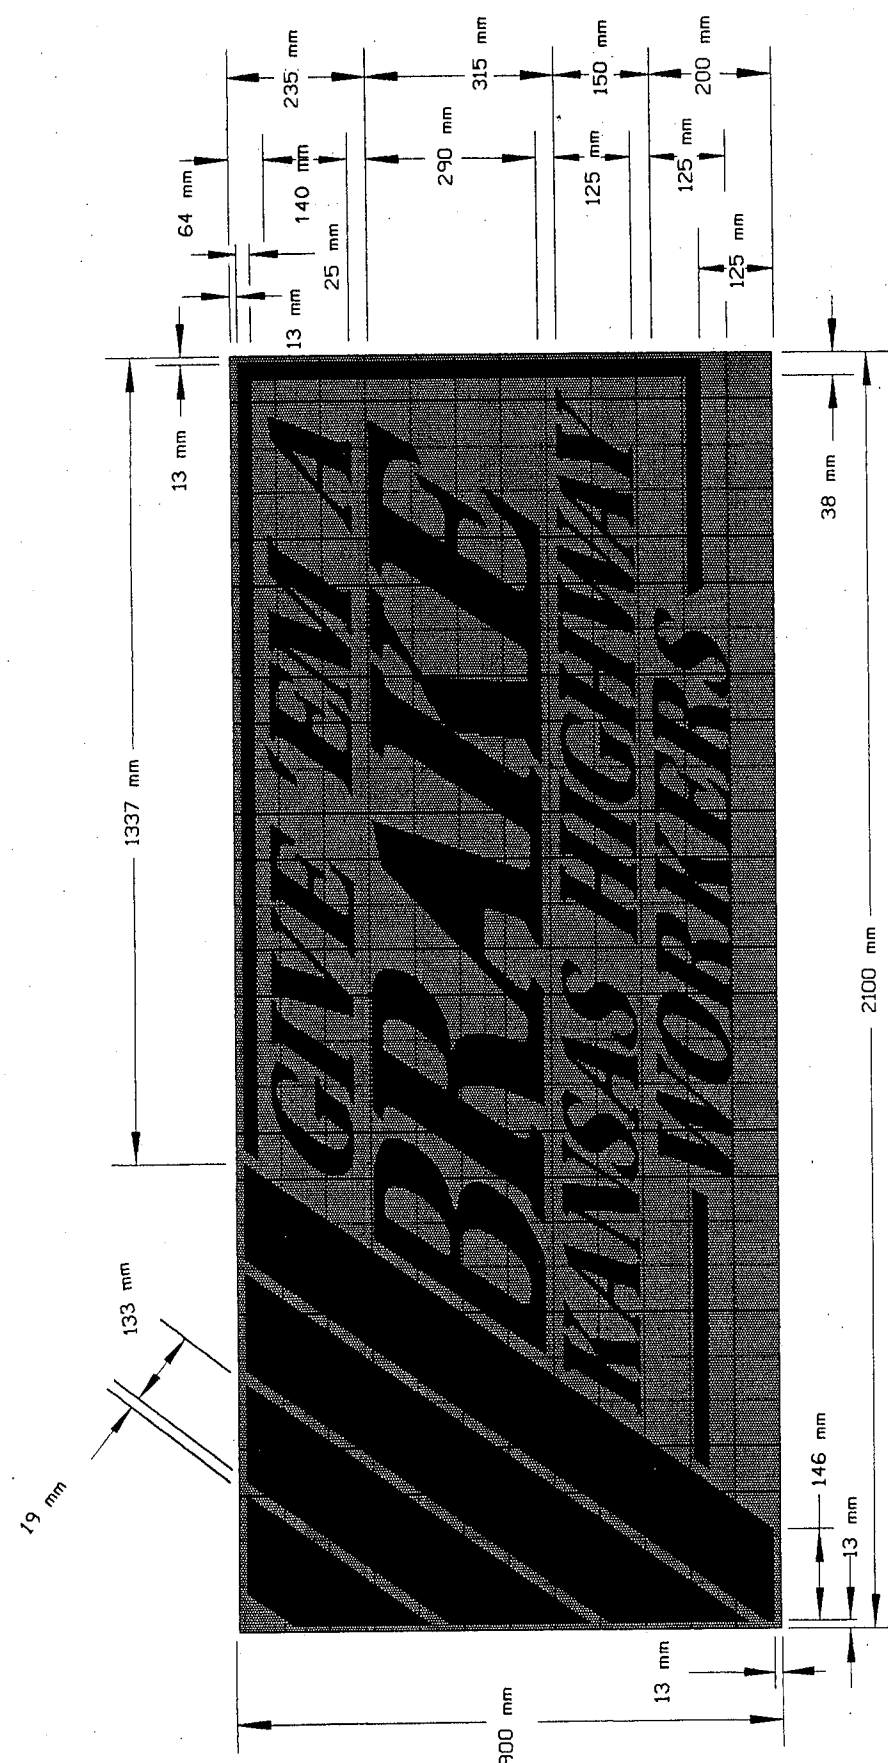 19 mm
133 mm
1337 mm
13 mm
64 mm
13 mm
235 mm
140 mm
25 mm
GIVE 'EM A
290 mm
315 mm
BRAKE
900 mm
125 mm
150 mm
KANSAS HIGHWAY
13 mm
125 mm
200 mm
WORKERS
125 mm
146 mm
38 mm
13 mm
2100 mm